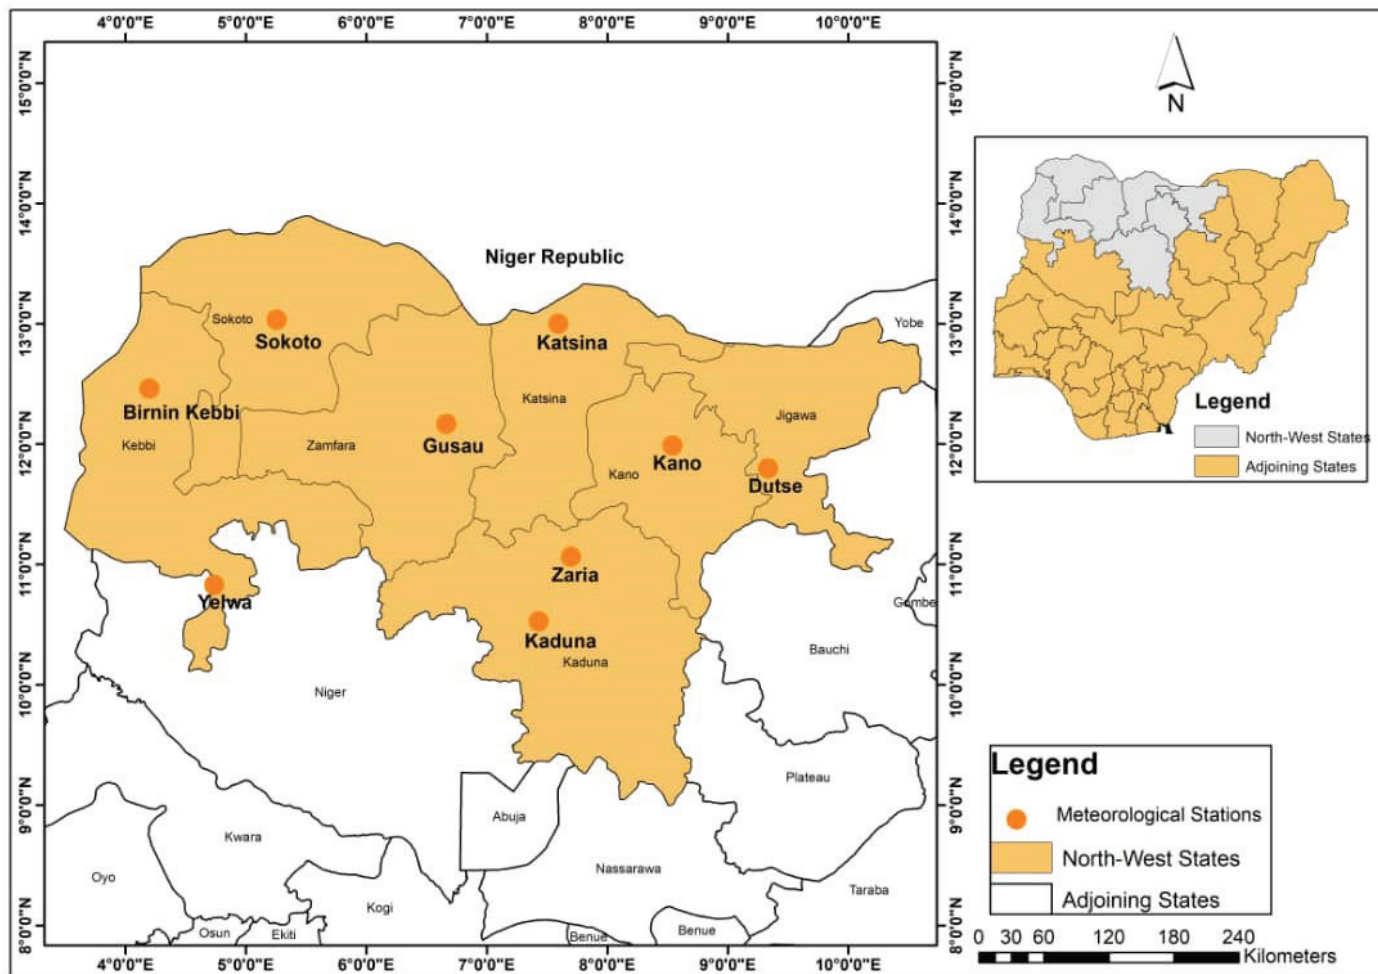 4°0'0"E 5°0'0"E 6°0'0"E 7°0'0"E 8°0'0"E 9°0'0"E 10°0'0"E
15°0'0"N 15°0'0"N
N
14°0'0"N 14°0'0"N
Niger Republic
Sokoto
Sokoto
Katsina
13°0'0"N 13°0'0"N
Yobe
Birnin Kebbi
Katsina
Kebbi
Zamfara
Gusau
Jigawa
12°0'0"N 12°0'0"N
Kano
Kano
Dutse
Legend
North-West States
Adjoining States
11°0'0"N 11°0'0"N
Zaria
Yelwa
Gombe
Kaduna
Kaduna
Bauchi
10°0'0"N 10°0'0"N
Niger
Plateau
9°0'0"N 9°0'0"N
Abuja
Kwara
Nassarawa
Oyo
Taraba
Kogi
8°0'0"N 8°0'0"N
Osun
Ekiti
Benue
Benue
4°0'0"E 5°0'0"E 6°0'0"E 7°0'0"E 8°0'0"E 9°0'0"E 10°0'0"E
Legend
Meteorological Stations
North-West States
Adjoining States
0 30 60 120 180 240
Kilometers